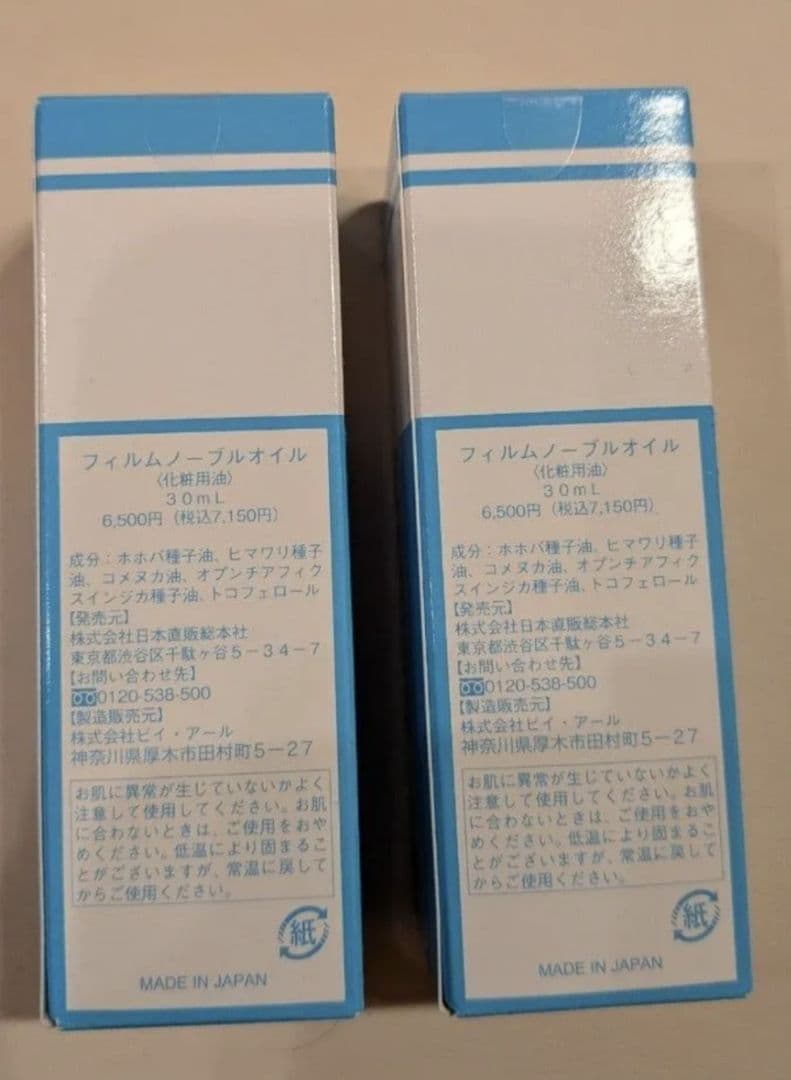 フィルムノーブルオイル
〈化粧用油〉
30mL
6,500円（税込7,150円）
成分：ホホバ種子油、ヒマワリ種子
油、コメヌカ油、オプンチアフィク
スインジカ種子油、トコフェロール
【発売元】
株式会社日本直販総本社
東京都渋谷区千駄ヶ谷5－34－7
【お問い合わせ先】
0120-538-500
【製造販売元】
株式会社ビイ・アール
神奈川県厚木市田村町5－27
お肌に異常が生じていないかよく
注意して使用してください。お肌
に合わないときは、ご使用をおや
めください。低温により固まるこ
とがございますが、常温に戻して
からご使用ください。
紙
MADE IN JAPAN
フィルムノーブルオイル
〈化粧用油〉
30mL
6,500円（税込7,150円）
成分：ホホバ種子油、ヒマワリ種子
油、コメヌカ油、オプンチアフィク
スインジカ種子油、トコフェロール
【発売元】
株式会社日本直販総本社
東京都渋谷区千駄ヶ谷5－34－7
【お問い合わせ先】
0120-538-500
【製造販売元】
株式会社ビイ・アール
神奈川県厚木市田村町5－27
お肌に異常が生じていないかよく
注意して使用してください。お肌
に合わないときは、ご使用をおや
めください。低温により固まるこ
とがございますが、常温に戻して
からご使用ください。
紙
MADE IN JAPAN